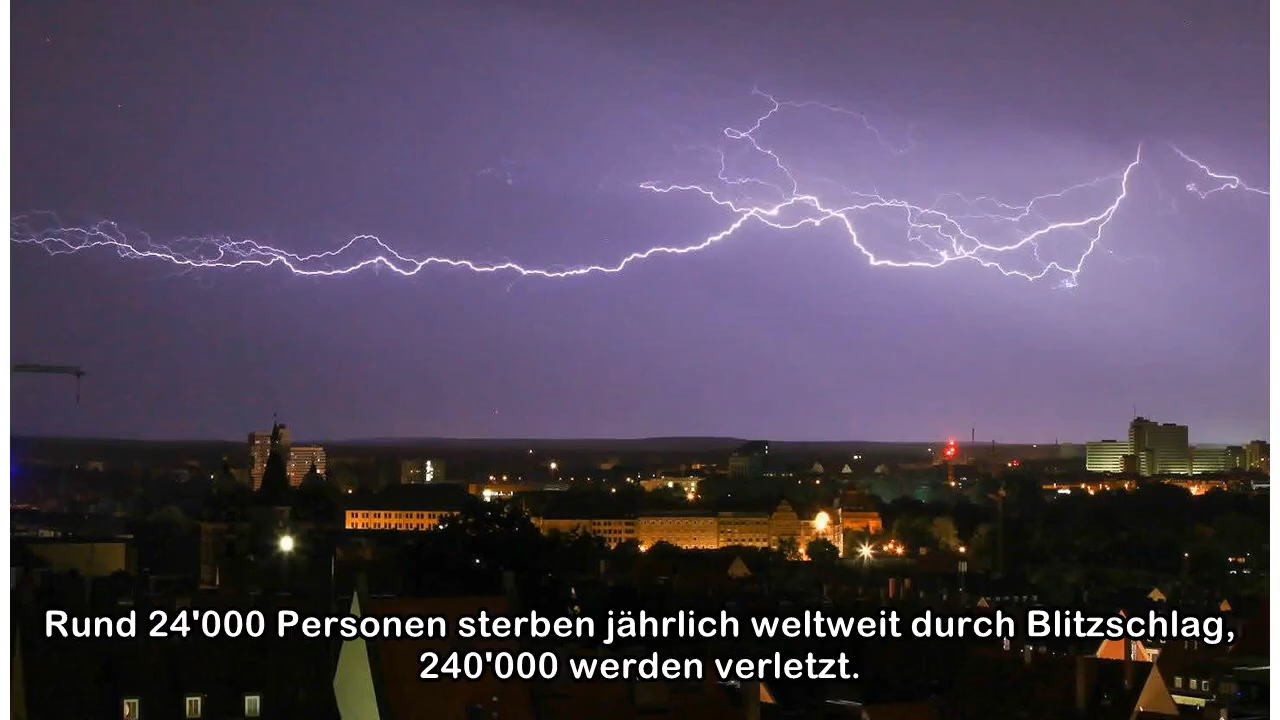 Rund 24'000 Personen sterben jährlich weltweit durch Blitzschlag,
240'000 werden verletzt.